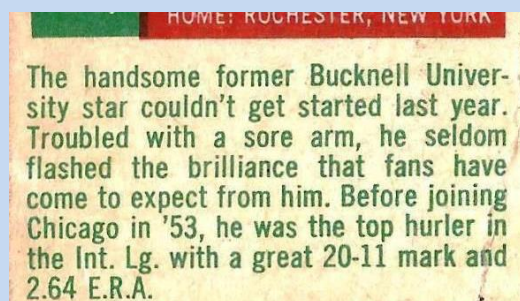 HOME: ROCHESTER, NEW YORK
The handsome former Bucknell Univer-
sity star couldn't get started last year.
Troubled with a sore arm, he seldom
flashed the brilliance that fans have
come to expect from him. Before joining
Chicago in '53, he was the top hurler in
the Int. Lg. with a great 20-11 mark and
2.64 E.R.A.